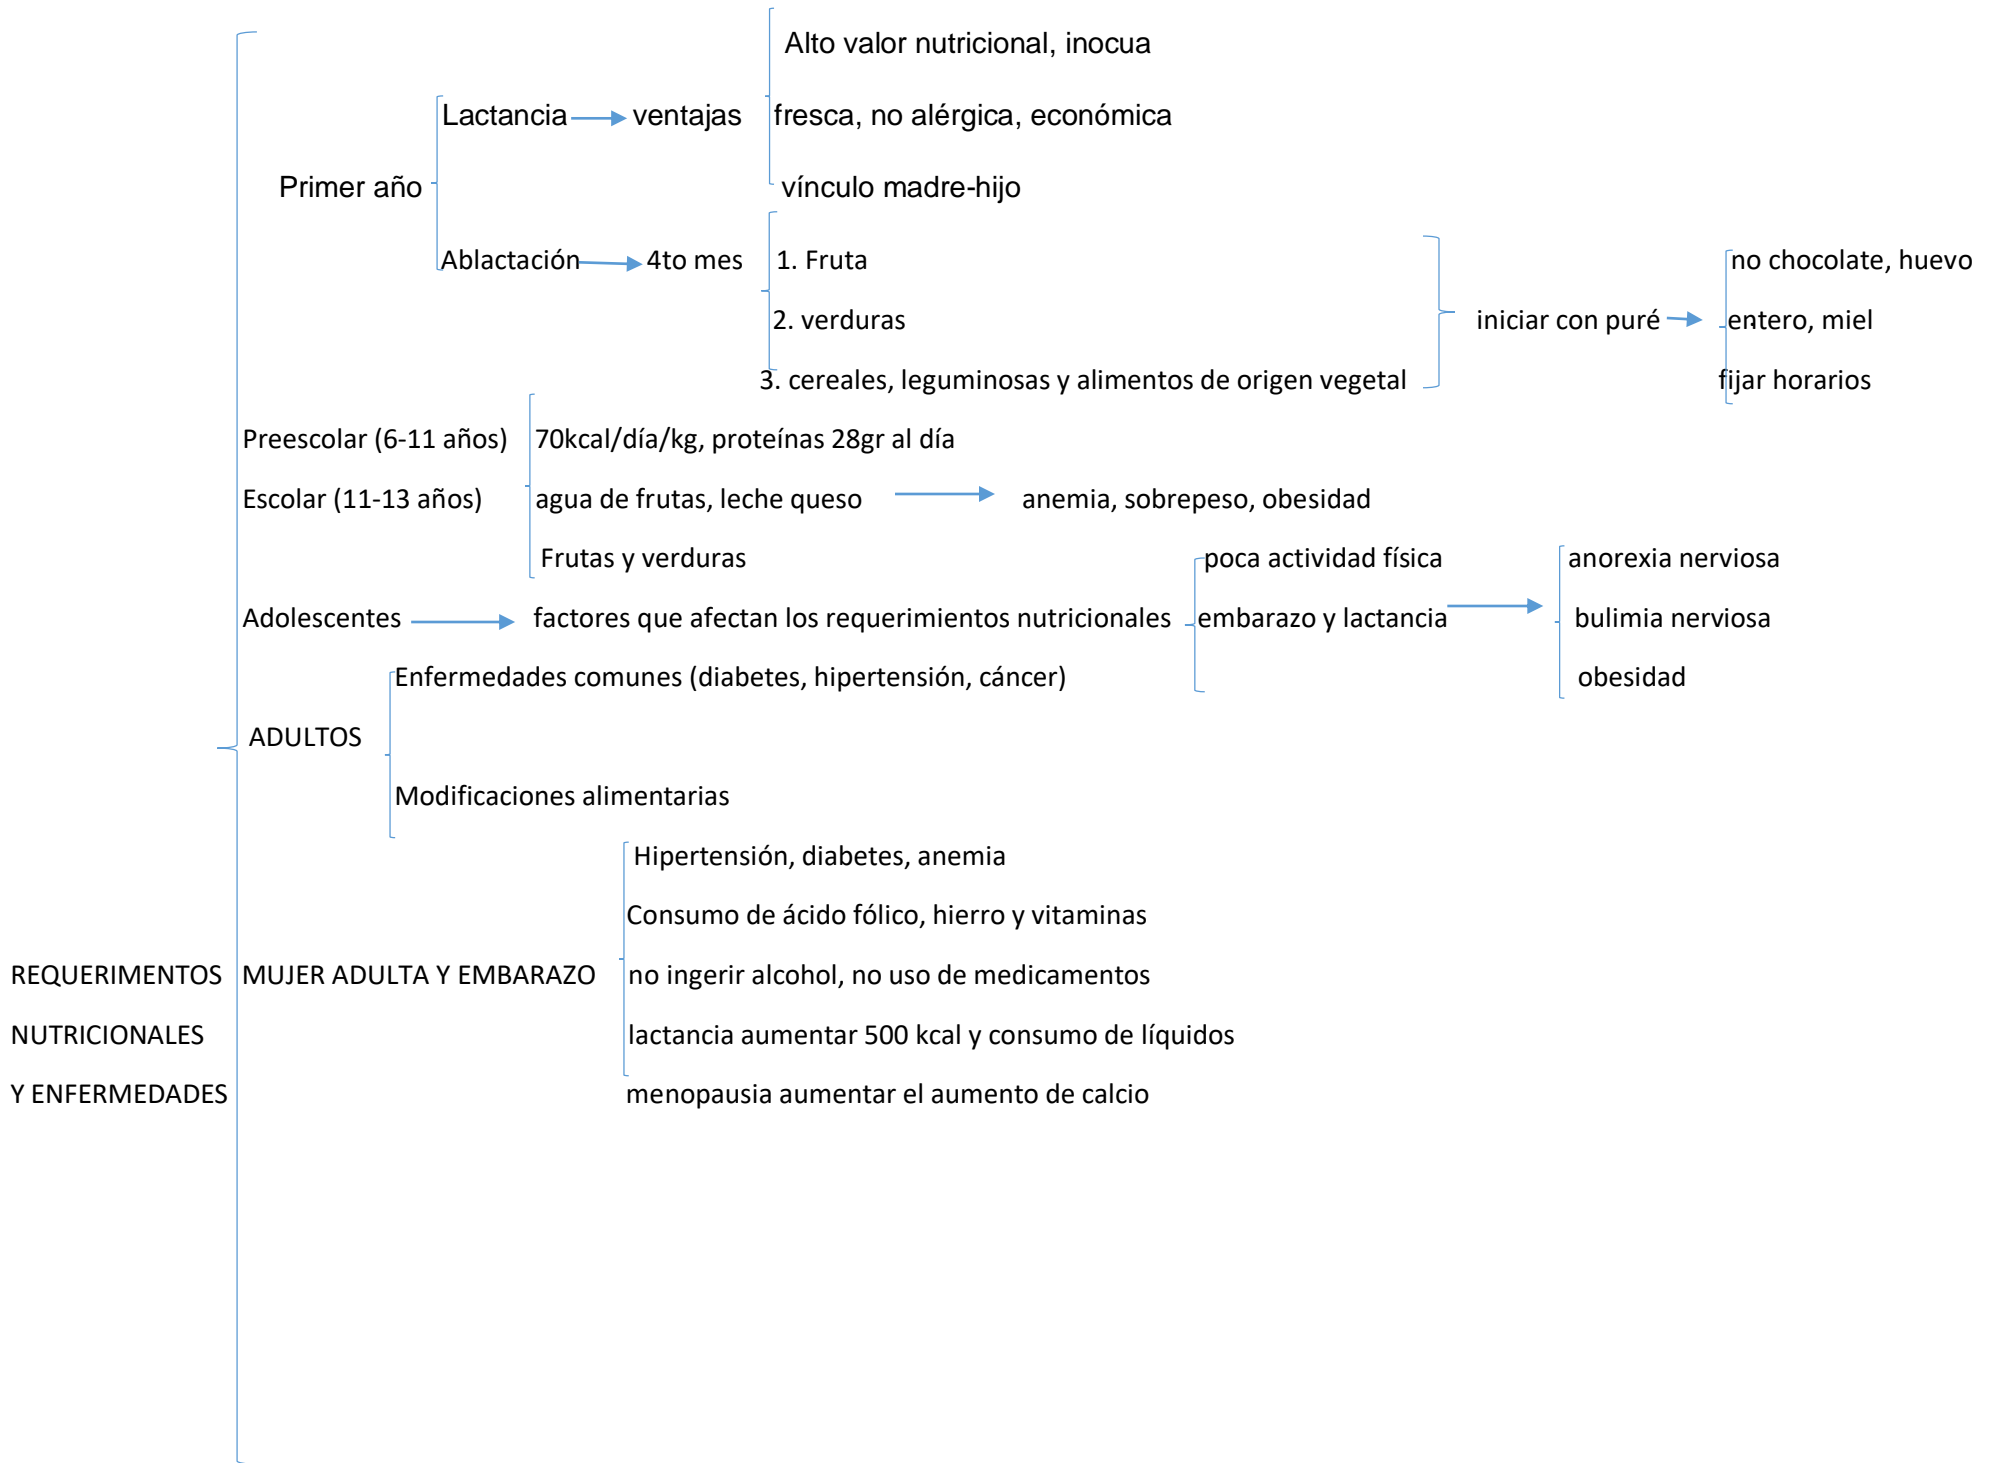 Alto valor nutricional, inocua
Lactancia ventajas fresca, no alérgica, económica
Primer año vínculo madre-hijo
Ablactación 4to mes 1. Fruta no chocolate, huevo
2. verduras iniciar con puré entero, miel
3. cereales, leguminosas y alimentos de origen vegetal fijar horarios
Preescolar (6-11 años) 70kcal/día/kg, proteínas 28gr al día
Escolar (11-13 años) agua de frutas, leche queso anemia, sobrepeso, obesidad
Frutas y verduras poca actividad física anorexia nerviosa
Adolescentes factores que afectan los requerimientos nutricionales embarazo y lactancia bulimia nerviosa
Enfermedades comunes (diabetes, hipertensión, cáncer) obesidad
ADULTOS
Modificaciones alimentarias
Hipertensión, diabetes, anemia
Consumo de ácido fólico, hierro y vitaminas
REQUERIMENTOS MUJER ADULTA Y EMBARAZO no ingerir alcohol, no uso de medicamentos
NUTRICIONALES lactancia aumentar 500 kcal y consumo de líquidos
Y ENFERMEDADES menopausia aumentar el aumento de calcio